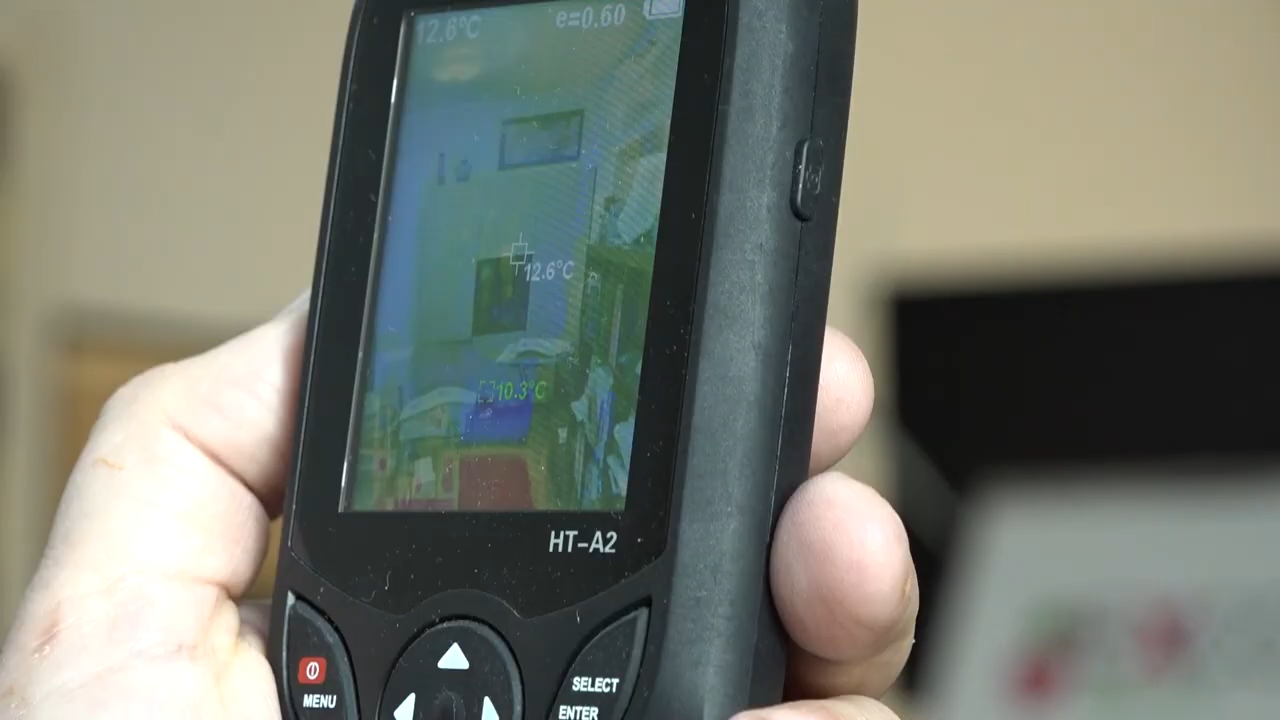 12.6°C e=0.60
12.6°C
10.3°C
HT-A2
MENU
SELECT
ENTER